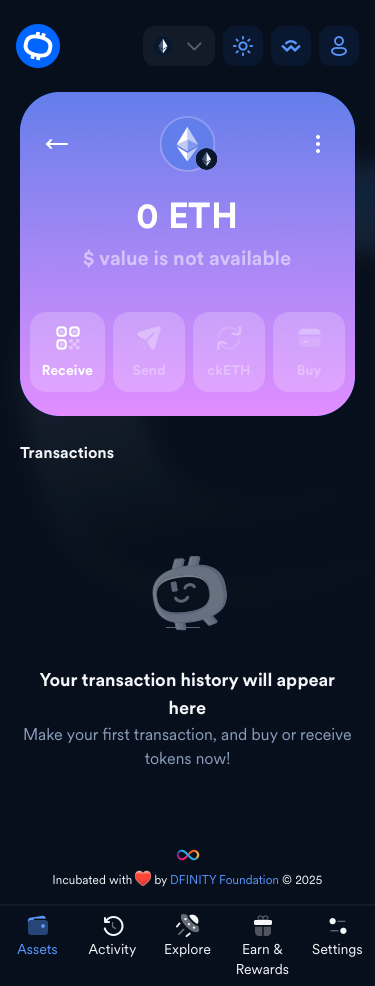 0 ETH
$ value is not available
Receive Send ckETH Buy
Transactions
Your transaction history will appear
here
Make your first transaction, and buy or receive
tokens now!
Incubated with ❤️ by DFINITY Foundation © 2025
Assets Activity Explore Earn & Settings
Rewards